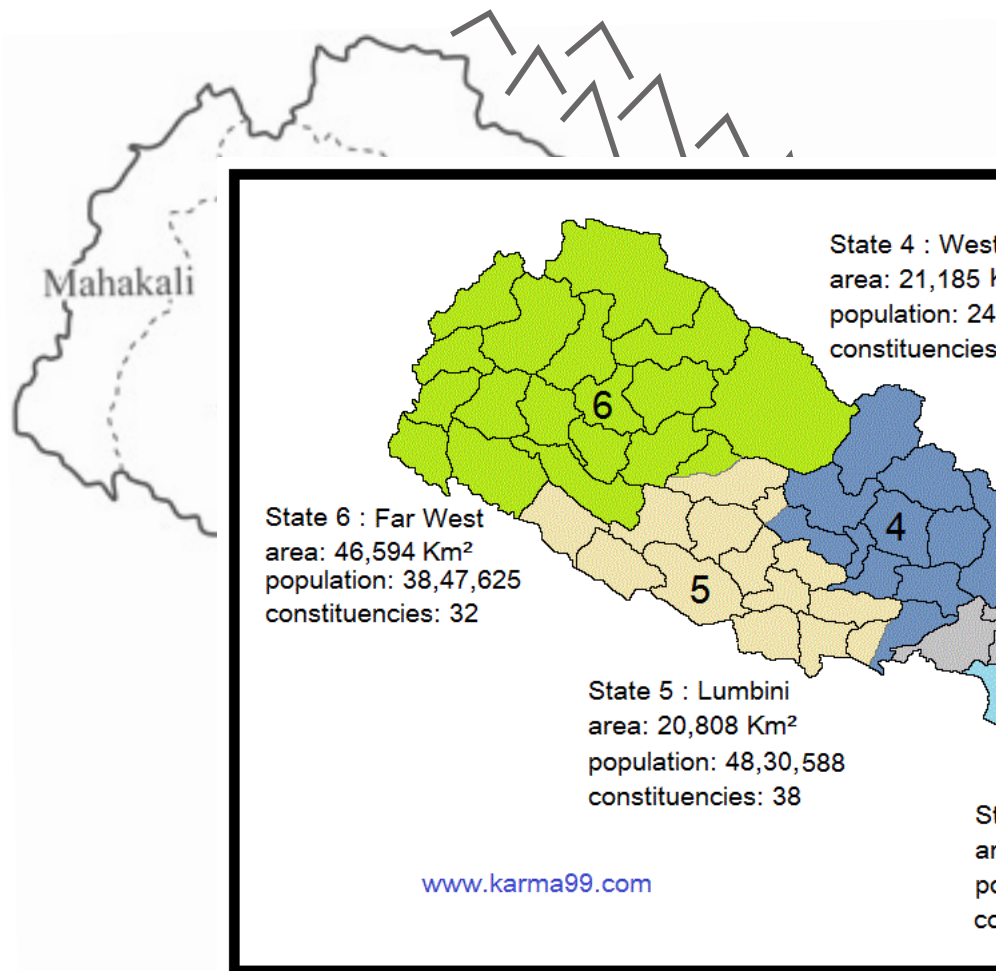 Mahakali
State 4 : West
area: 21,185
population: 24
constituencies
6
4
State 6 : Far West
area: 46,594 Km²
population: 38,47,625
constituencies: 32
5
State 5 : Lumbini
area: 20,808 Km²
population: 48,30,588
constituencies: 38
www.karma99.com